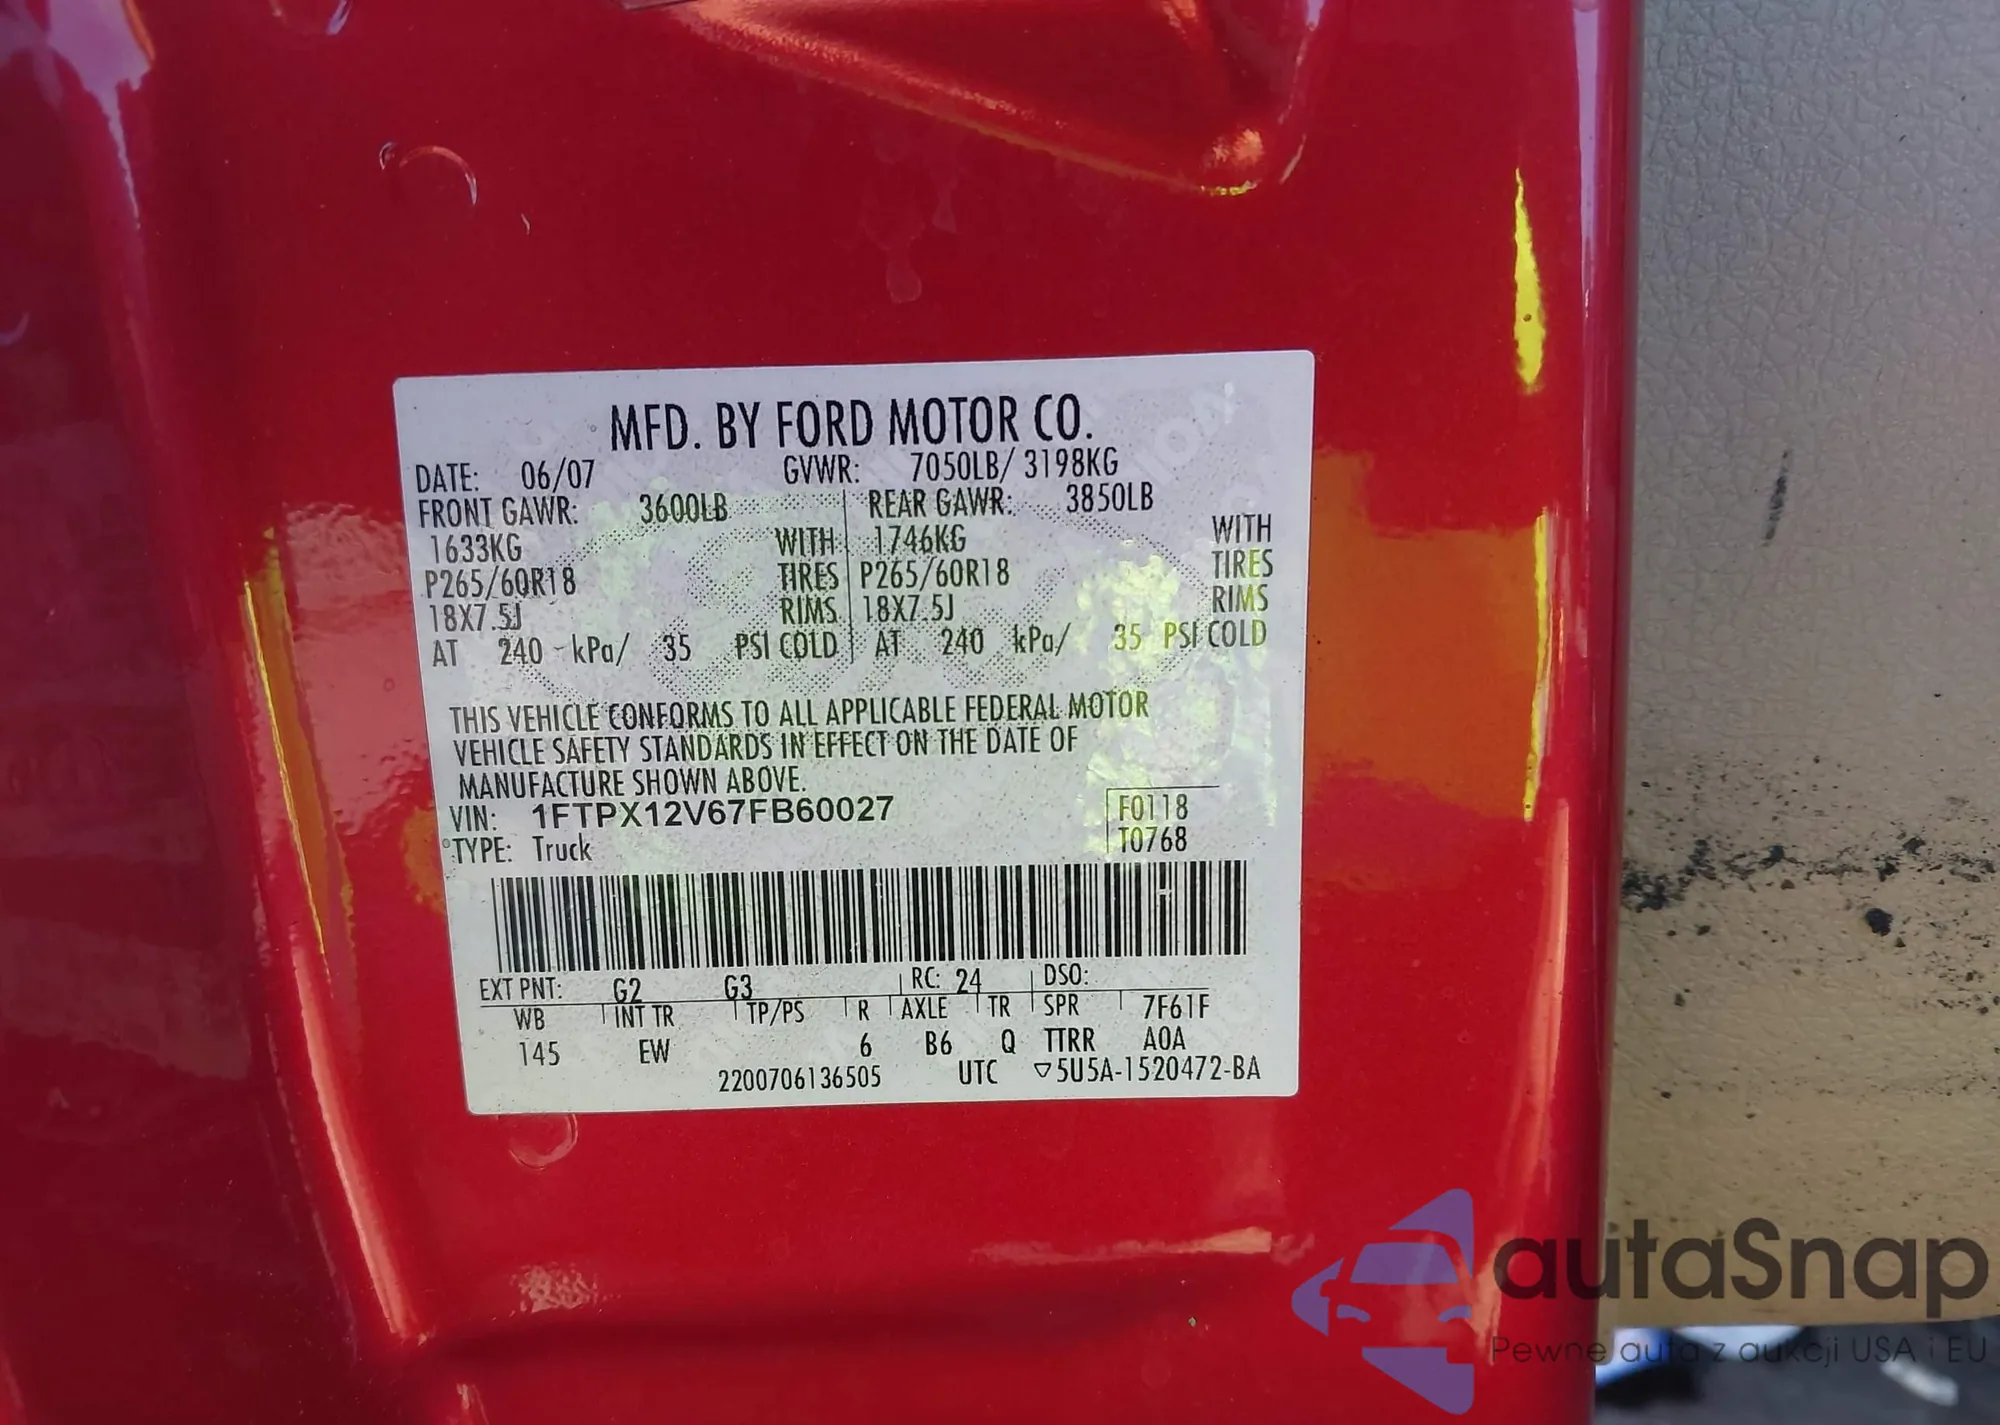 MFD. BY FORD MOTOR CO.
DATE: 06/07 GVWR: 7050LB/ 3198KG
FRONT GAWR: 3600LB REAR GAWR: 3850LB
1633KG WITH 1746KG WITH
P265/60R18 TIRES P265/60R18 TIRES
18X7.5J RIMS 18X7.5J RIMS
AT 240 kPa/ 35 PSI COLD AT 240 kPa/ 35 PSI COLD
THIS VEHICLE CONFORMS TO ALL APPLICABLE FEDERAL MOTOR
VEHICLE SAFETY STANDARDS IN EFFECT ON THE DATE OF
MANUFACTURE SHOWN ABOVE.
VIN: 1FTPX12V67FB60027 F0118
TYPE: Truck T0768
EXT PNT: G2 G3 RC: 24 DSO:
WB INT TR TP/PS R AXLE TR SPR 7F61F
145 EW 6 B6 Q TTRR A0A
2200706136505 UTC ▽5U5A-1520472-BA
autaSnap
Pewne auta z aukcji USA i EU